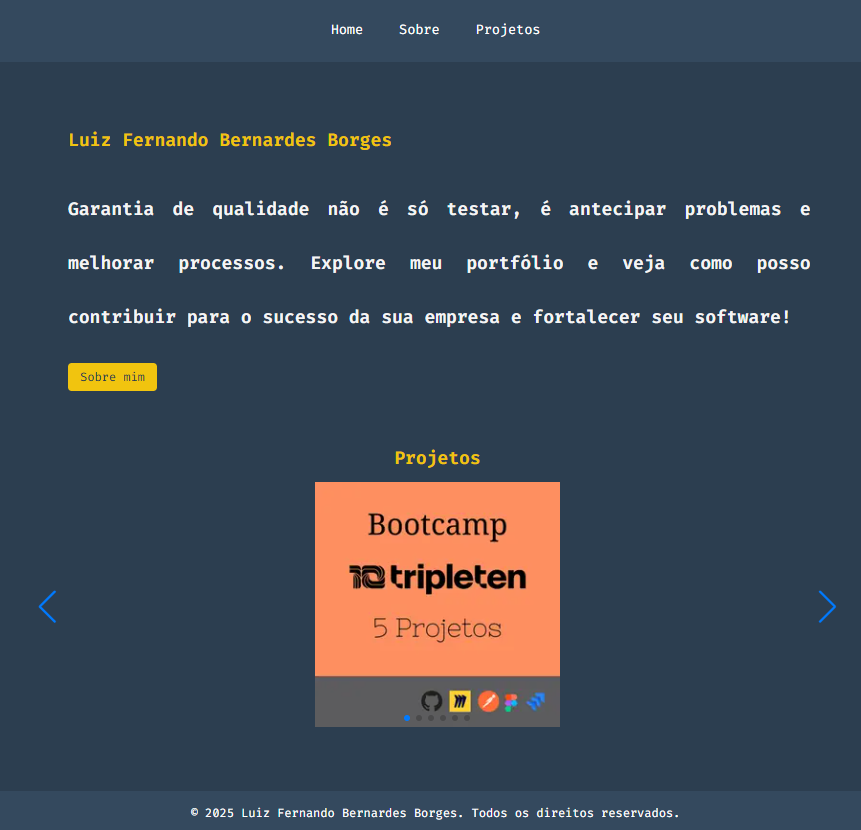 Home Sobre Projetos
Luiz Fernando Bernardes Borges
Garantia de qualidade não é só testar, é antecipar problemas e
melhorar processos. Explore meu portfólio e veja como posso
contribuir para o sucesso da sua empresa e fortalecer seu software!
Sobre mim
Projetos
Bootcamp
tripleten
5 Projetos
© 2025 Luiz Fernando Bernardes Borges. Todos os direitos reservados.